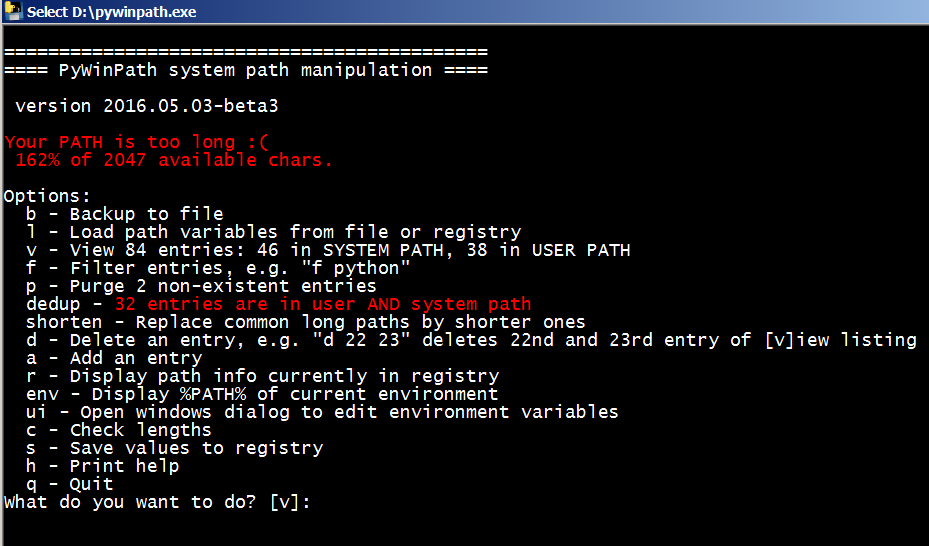 Select D:\pywinpath.exe
============================================
==== PyWinPath system path manipulation ====
version 2016.05.03-beta3
Your PATH is too long :(
162% of 2047 available chars.
Options:
b - Backup to file
l - Load path variables from file or registry
v - View 84 entries: 46 in SYSTEM PATH, 38 in USER PATH
f - Filter entries, e.g. "f python"
p - Purge 2 non-existent entries
dedup - 32 entries are in user AND system path
shorten - Replace common long paths by shorter ones
d - Delete an entry, e.g. "d 22 23" deletes 22nd and 23rd entry of [v]iew listing
a - Add an entry
r - Display path info currently in registry
env - Display %PATH% of current environment
ui - Open windows dialog to edit environment variables
c - Check lengths
s - Save values to registry
h - Print help
q - Quit
What do you want to do? [v]: